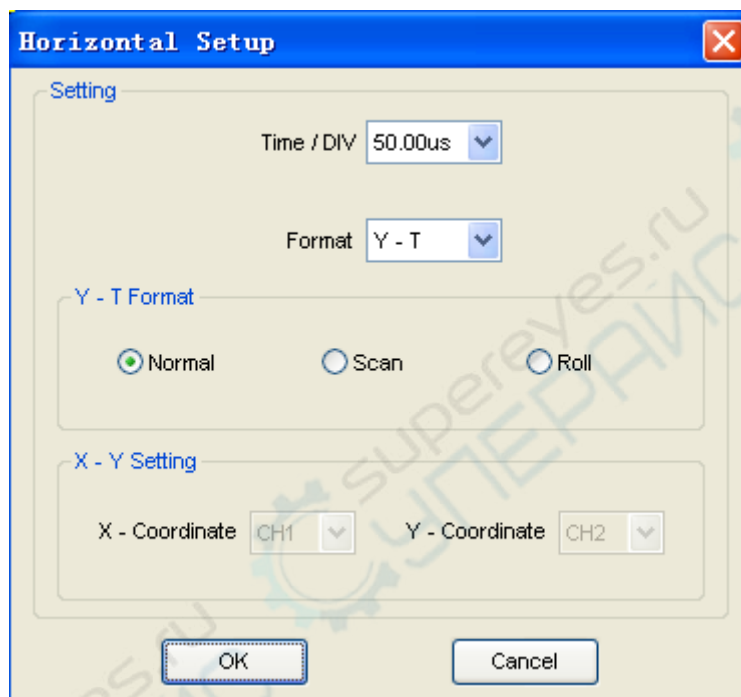 Horizontal Setup
Setting
Time / DIV 50.00us
Format Y - T
Y - T Format
Normal Scan Roll
X - Y Setting
X - Coordinate CH1 Y - Coordinate CH2
OK Cancel
supereyes.ru
СУПЕРАЙС